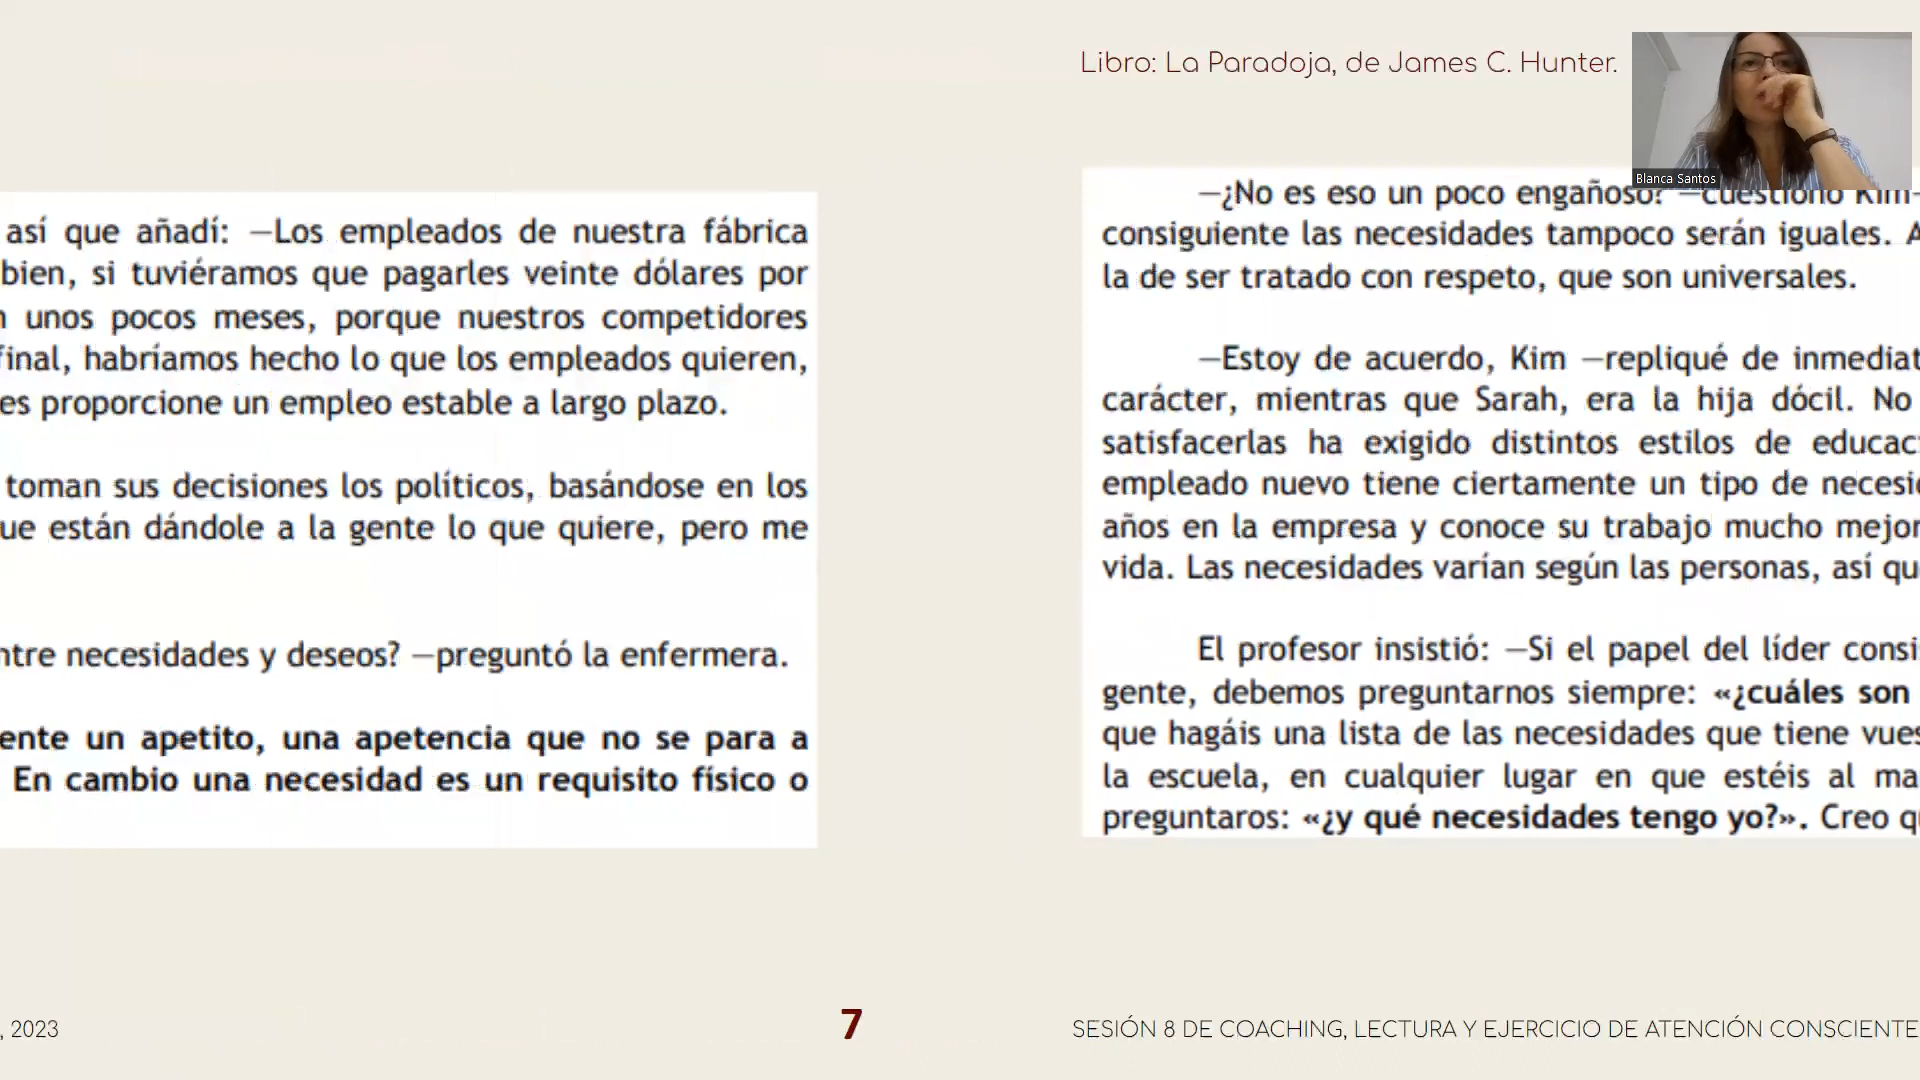 Libro: La Paradoja, de James C. Hunter.
Blanca Santos
así que añadí: —Los empleados de nuestra fábrica
bien, si tuviéramos que pagarles veinte dólares por
unos pocos meses, porque nuestros competidores
final, habríamos hecho lo que los empleados quieren,
es proporcione un empleo estable a largo plazo.
toman sus decisiones los políticos, basándose en los
ue están dándole a la gente lo que quiere, pero me
ntre necesidades y deseos? —preguntó la enfermera.
ente un apetito, una apetencia que no se para a
En cambio una necesidad es un requisito físico o
—¿No es eso un poco engañoso? —cuestionó Kim—
consiguiente las necesidades tampoco serán iguales. A
la de ser tratado con respeto, que son universales.
—Estoy de acuerdo, Kim —repliqué de inmediat
carácter, mientras que Sarah, era la hija dócil. No
satisfacerlas ha exigido distintos estilos de educac
empleado nuevo tiene ciertamente un tipo de necesi
años en la empresa y conoce su trabajo mucho mejor
vida. Las necesidades varían según las personas, así qu
El profesor insistió: —Si el papel del líder consi
gente, debemos preguntarnos siempre: «¿cuáles son
que hagáis una lista de las necesidades que tiene vues
la escuela, en cualquier lugar en que estéis al ma
preguntaros: «¿y qué necesidades tengo yo?». Creo q
, 2023
7
SESIÓN 8 DE COACHING, LECTURA Y EJERCICIO DE ATENCIÓN CONSCIENTE